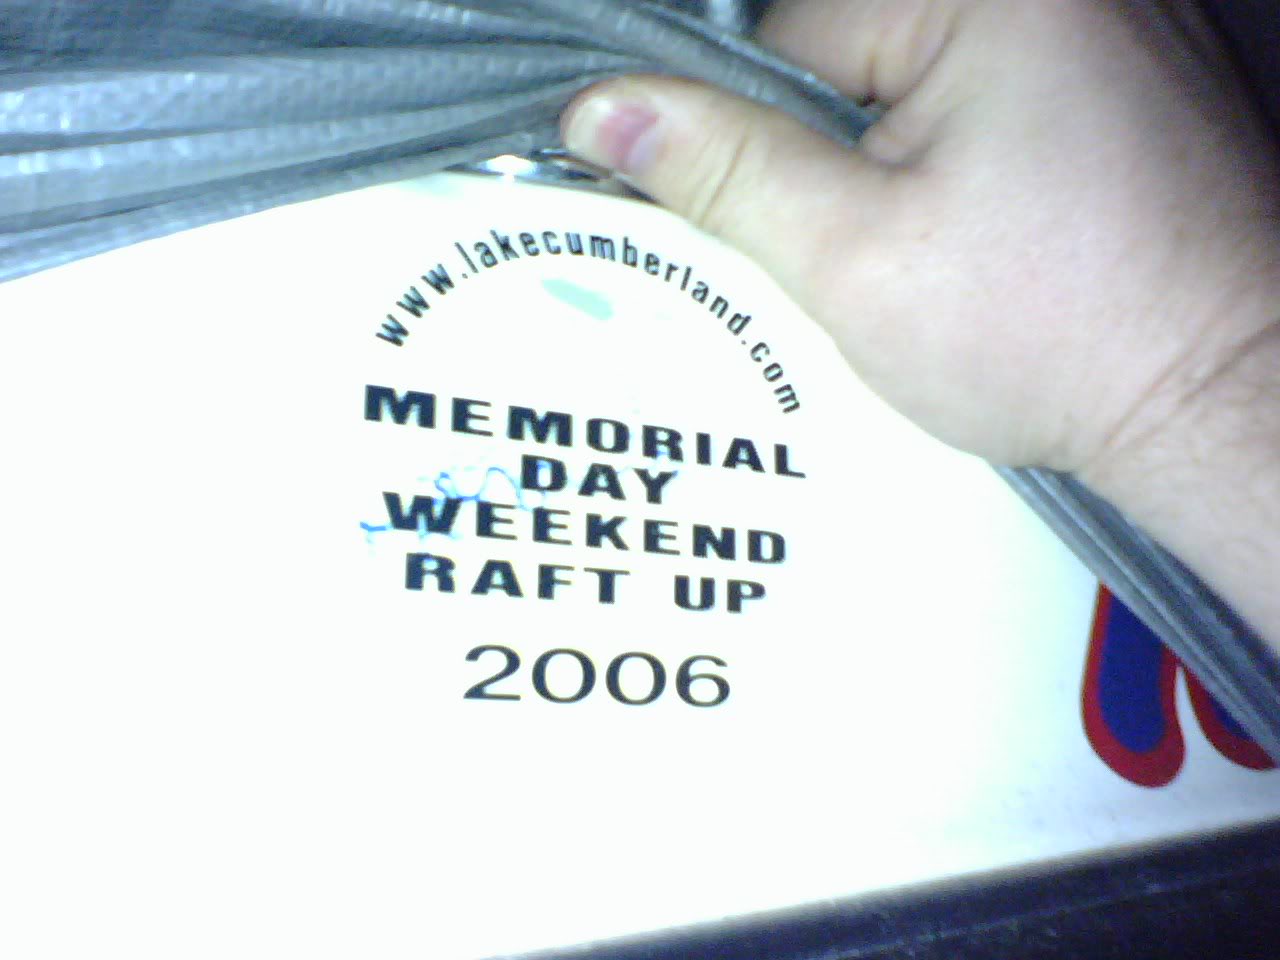 www.lakecumberland.com
MEMORIAL
DAY
WEEKEND
RAFT UP
2006